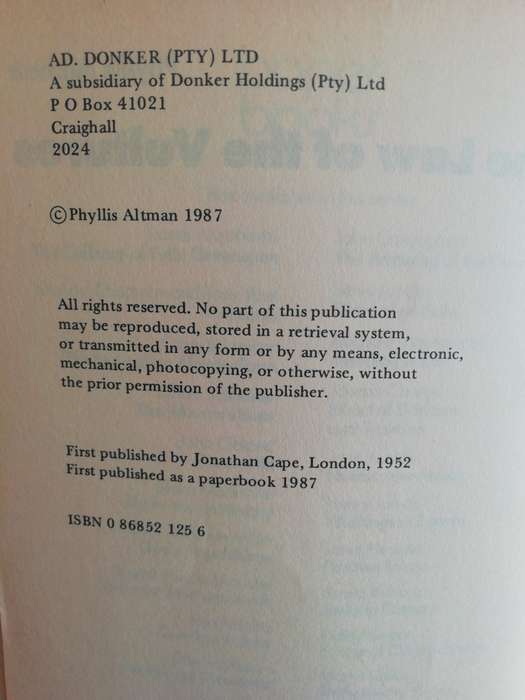 AD. DONKER (PTY) LTD
A subsidiary of Donker Holdings (Pty) Ltd
P O Box 41021
Craighall
2024
©Phyllis Altman 1987
All rights reserved. No part of this publication
may be reproduced, stored in a retrieval system,
or transmitted in any form or by any means, electronic,
mechanical, photocopying, or otherwise, without
the prior permission of the publisher.
First published by Jonathan Cape, London, 1952
First published as a paperbook 1987
ISBN 0 86852 125 6